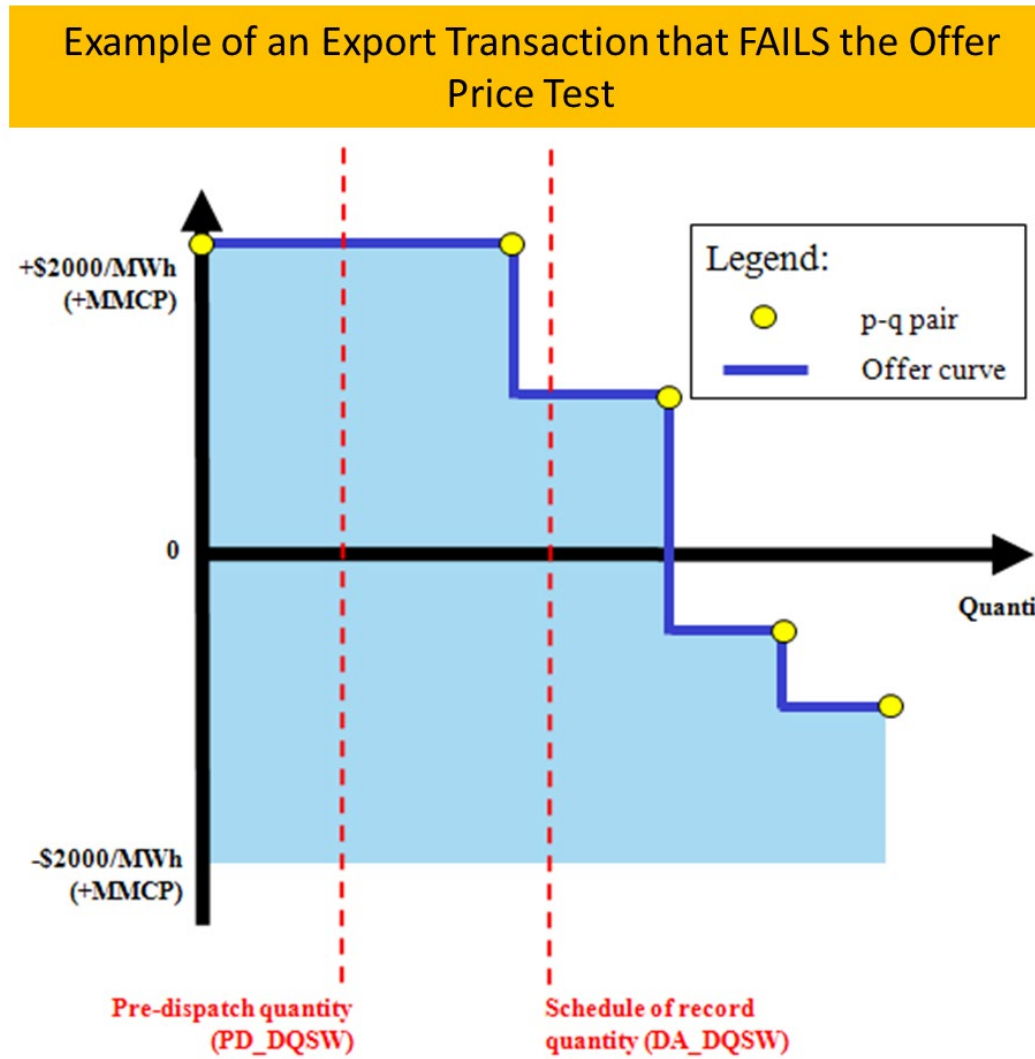 Example of an Export Transaction that FAILS the Offer
Price Test
+$2000/MWh
(+MMCP)
Legend:
p-q pair
Offer curve
0
Quanti
-$2000/MWh
(+MMCP)
Pre-dispatch quantity
(PD_DQSW)
Schedule of record
quantity (DA_DQSW)